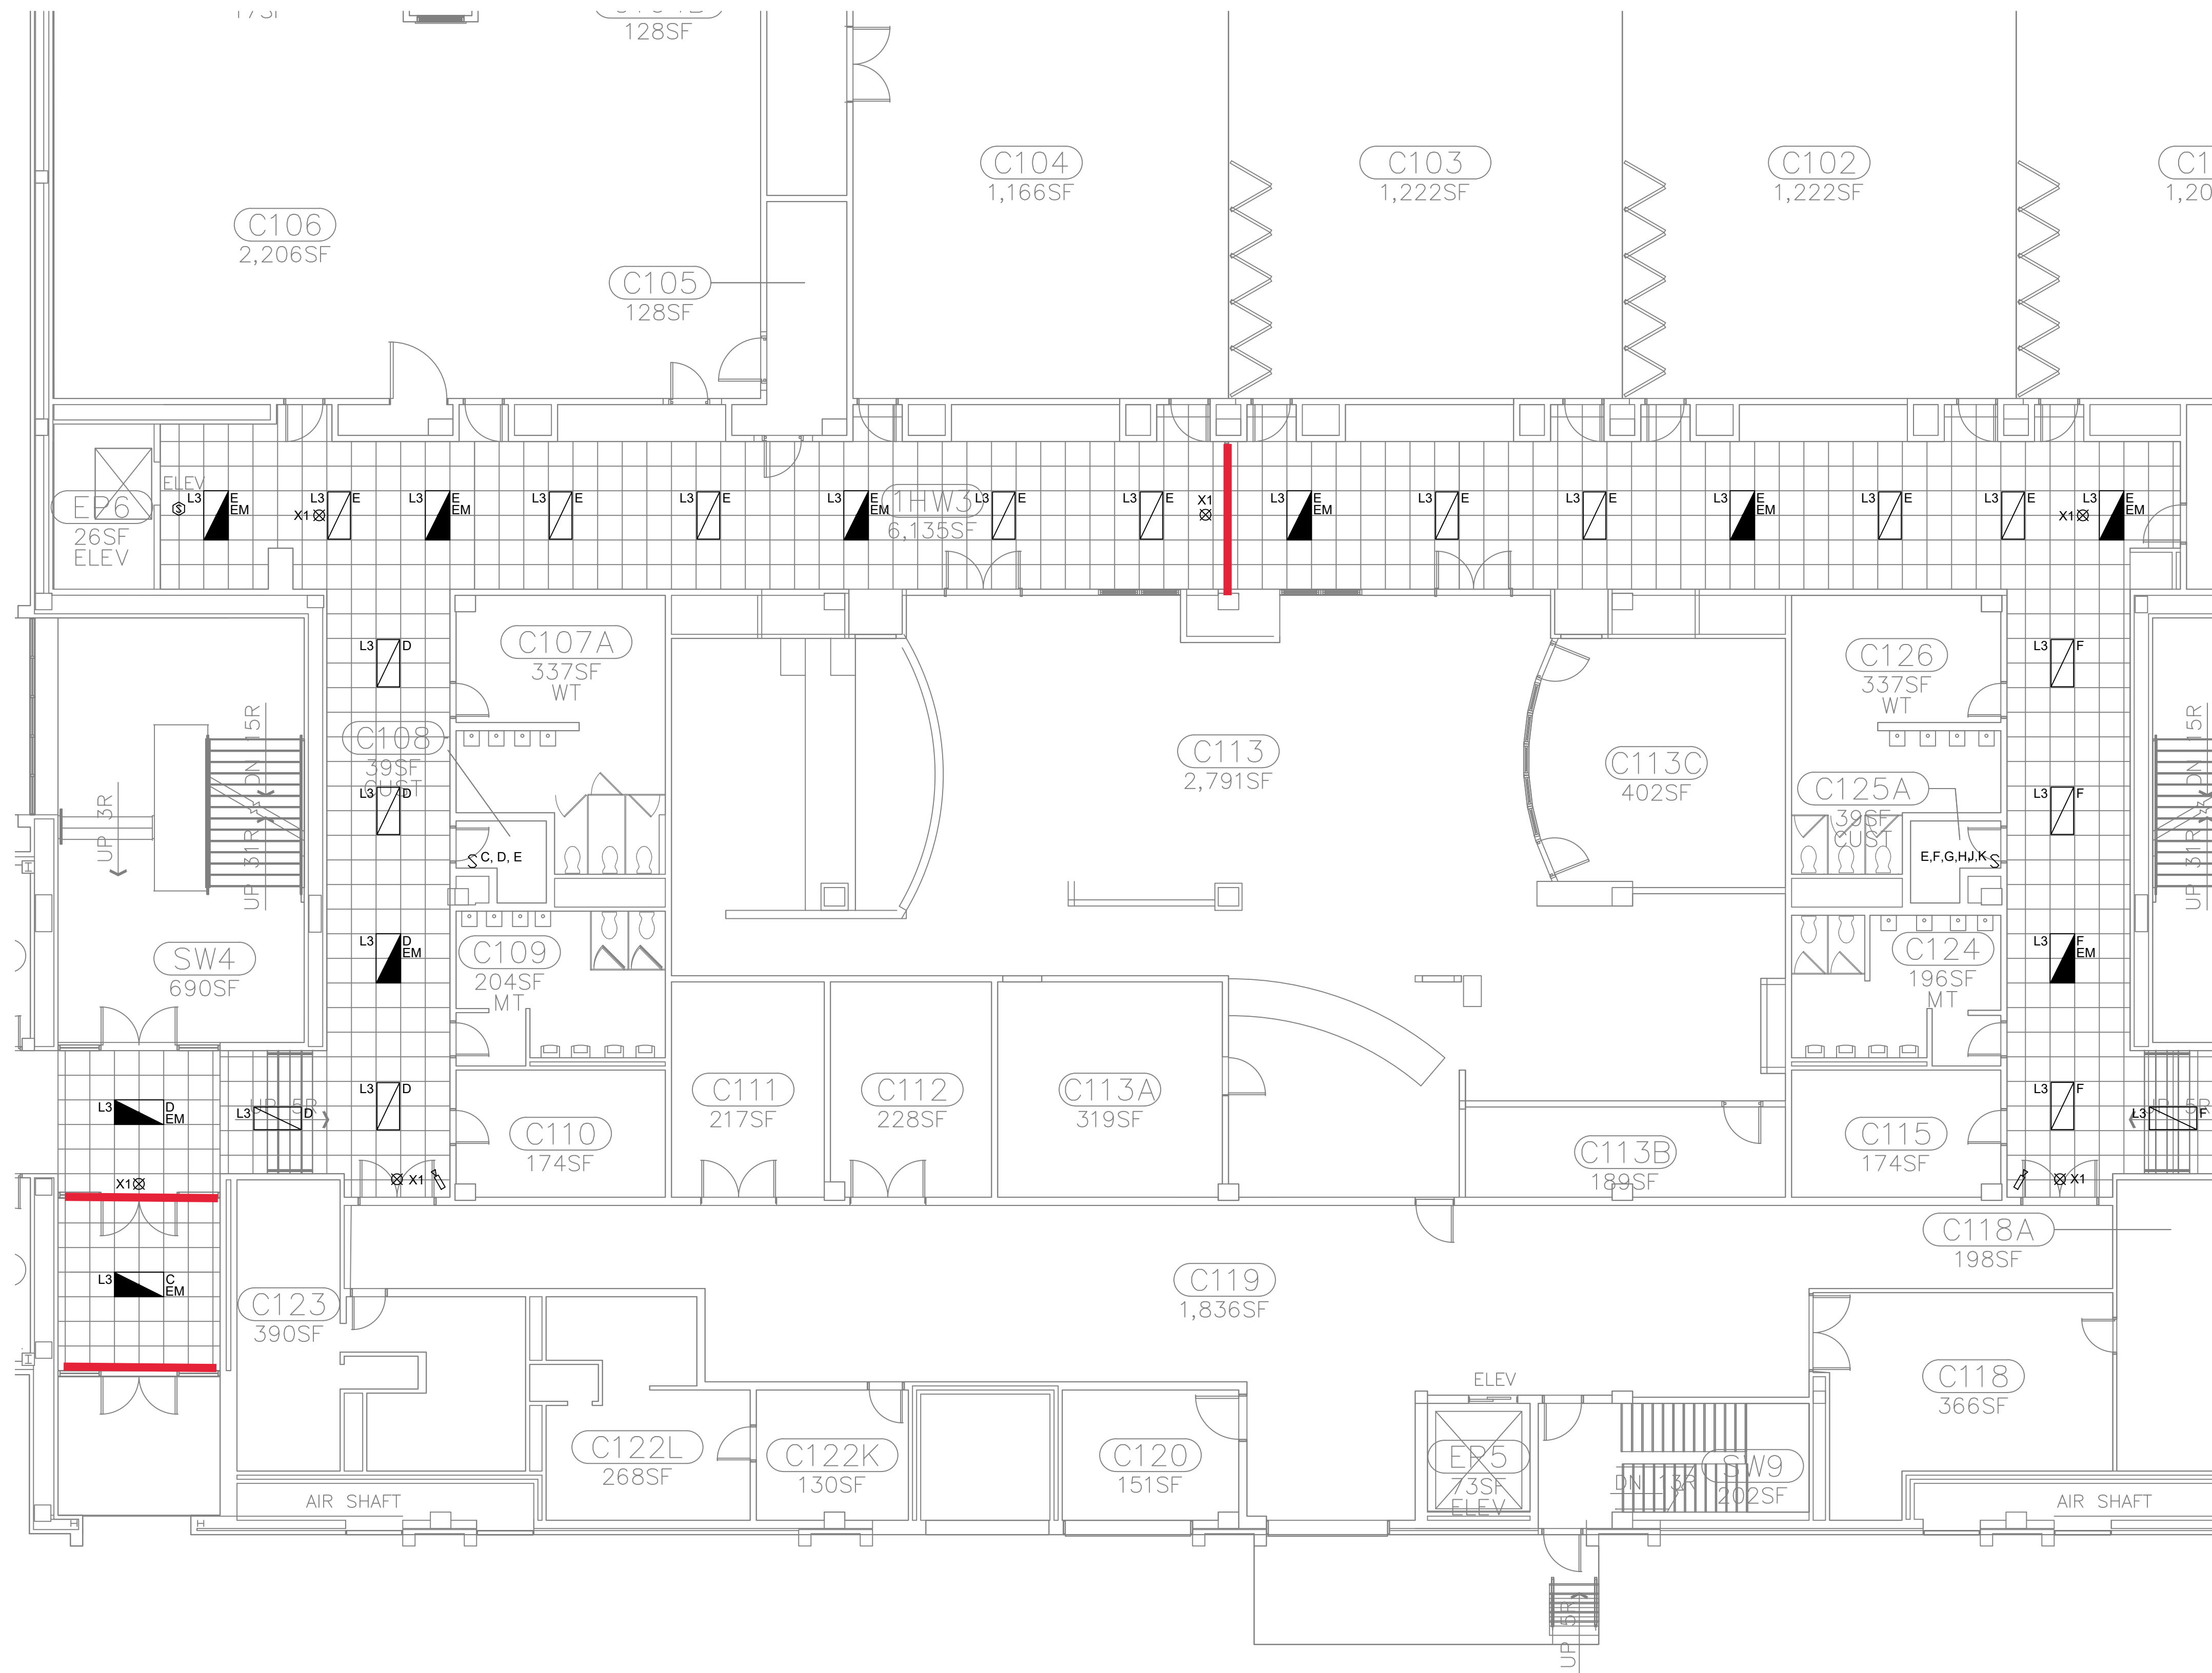 128SF
C104
1,166SF
C103
1,222SF
C102
1,222SF
C106
2,206SF
C105
128SF
ELEV
EP6
26SF
ELEV
S
L3 E EM
X1
L3 E
L3 E EM
L3 E
L3 E
L3 E EM
1HW3
6,135SF
L3 E
L3 E
X1
L3 E EM
L3 E
L3 E
L3 E EM
L3 E
L3 E
X1
L3 E EM
L3 D
C107A
337SF
WT
L3 F
C126
337SF
WT
C108
39SF
CUST
L3 D
DN 15R
UP 3R
UP 31R
C113
2,791SF
C113C
402SF
C125A
39SF
CUST
L3 F
DN 15R
UP 31R
S C, D, E
E,F,G,H,J,K S
SW4
690SF
L3 D EM
C109
204SF
MT
C124
196SF
MT
L3 F EM
L3 D EM
L3 D
UP 5R
L3 D
C110
174SF
C111
217SF
C112
228SF
C113A
319SF
C113B
189SF
C115
174SF
L3 F
L3 F
X1
X1
X1
C118A
198SF
L3 C EM
C123
390SF
C119
1,836SF
C118
366SF
ELEV
C122L
268SF
C122K
130SF
C120
151SF
EP5
73SF
ELEV
DN 13R
SW9
202SF
AIR SHAFT
AIR SHAFT
UP 5R